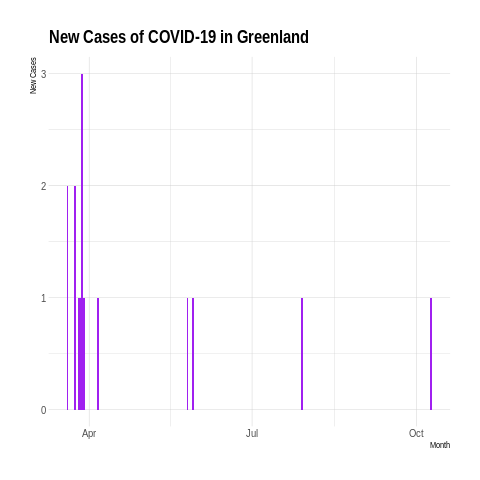 New Cases of COVID-19 in Greenland
New Cases
3
2
1
0
Apr
Jul
Oct
Month